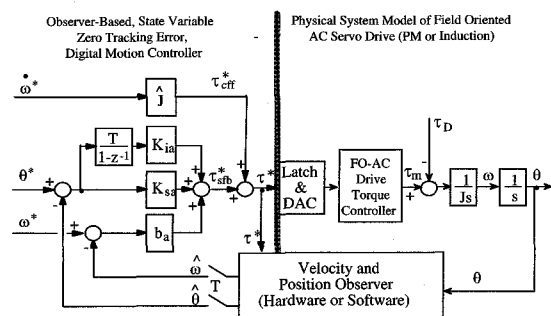 Observer-Based, State Variable
Zero Tracking Error,
Digital Motion Controller
Physical System Model of Field Oriented
AC Servo Drive (PM or Induction)
ω̇*
Ĵ
τ*cff
T
1-z-1
Kia
τD
θ*
+
-
Ksa
+
+
+
τ*sfb
+
+
τ*
Latch
&
DAC
FO-AC
Drive
Torque
Controller
τm
+
-
1
Js
ω
1
s
θ
ω*
+
-
ba
τ*
ω̂
θ̂
T
Velocity and
Position Observer
(Hardware or Software)
θ